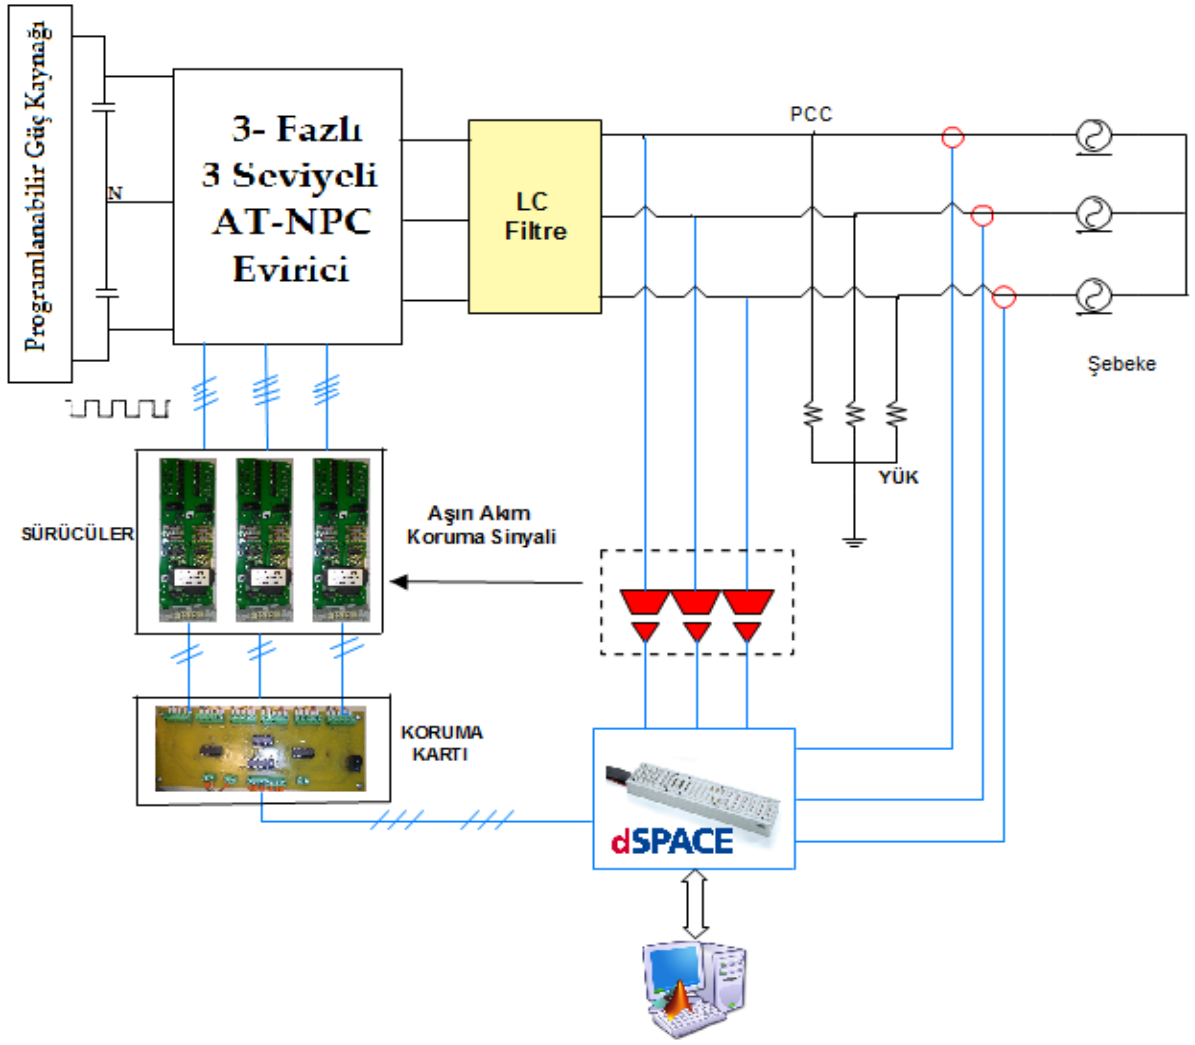 Programlanabilir Güç Kaynağı
N
3- Fazlı
3 Seviyeli
AT-NPC
Evirici
LC
Filtre
PCC
Şebeke
YÜK
SÜRÜCÜLER
Aşırı Akım
Koruma Sinyali
KORUMA
KARTI
dSPACE